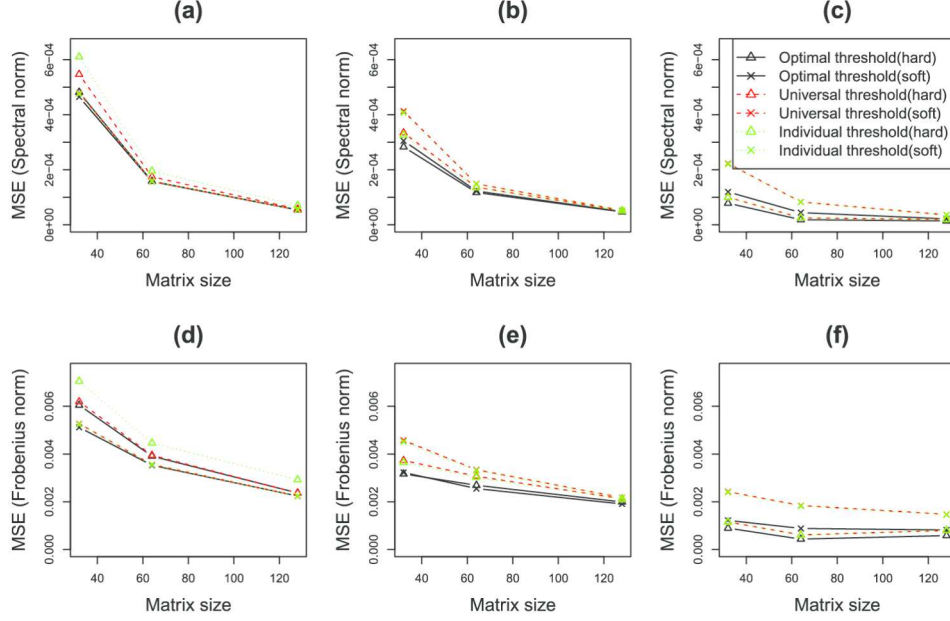 (a)
(b)
(c)
MSE (Spectral norm)
0e+00 2e-04 4e-04 6e-04
40 60 80 100 120
Matrix size
MSE (Spectral norm)
0e+00 2e-04 4e-04 6e-04
40 60 80 100 120
Matrix size
MSE (Spectral norm)
0e+00 2e-04 4e-04 6e-04
Optimal threshold(hard)
Optimal threshold(soft)
Universal threshold(hard)
Universal threshold(soft)
Individual threshold(hard)
Individual threshold(soft)
40 60 80 100 120
Matrix size
(d)
(e)
(f)
MSE (Frobenius norm)
0.000 0.002 0.004 0.006
40 60 80 100 120
Matrix size
MSE (Frobenius norm)
0.000 0.002 0.004 0.006
40 60 80 100 120
Matrix size
MSE (Frobenius norm)
0.000 0.002 0.004 0.006
40 60 80 100 120
Matrix size